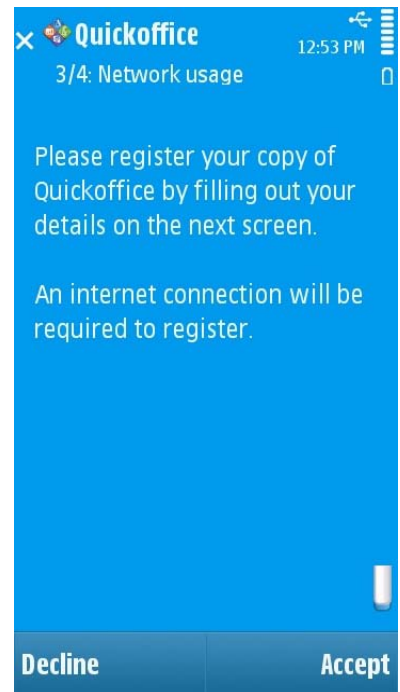 Quickoffice
12:53 PM
3/4: Network usage
Please register your copy of
Quickoffice by filling out your
details on the next screen.
An internet connection will be
required to register.
Decline
Accept